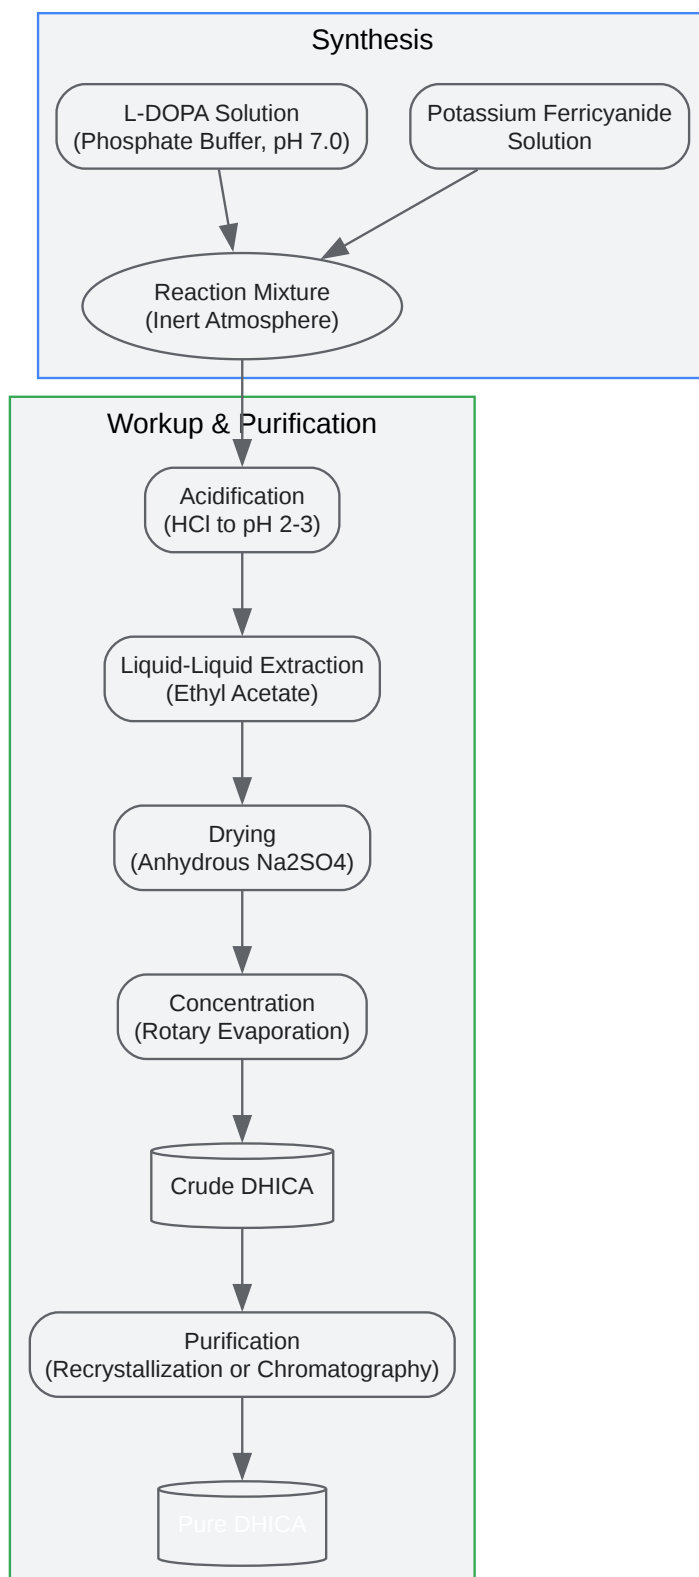 Synthesis
L-DOPA Solution
(Phosphate Buffer, pH 7.0)
Potassium Ferricyanide
Solution
Reaction Mixture
(Inert Atmosphere)
Workup & Purification
Acidification
(HCl to pH 2-3)
Liquid-Liquid Extraction
(Ethyl Acetate)
Drying
(Anhydrous Na2SO4)
Concentration
(Rotary Evaporation)
Crude DHICA
Purification
(Recrystallization or Chromatography)
Pure DHICA